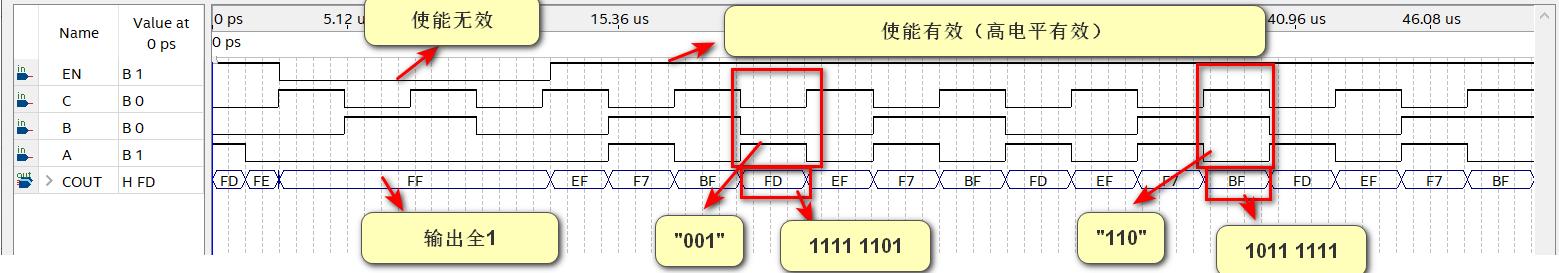 Name
Value at
0 ps
0 ps
5.12 u
15.36 us
40.96 us
46.08 us
0 ps
使能无效
使能有效（高电平有效）
in
EN
B 1
in
C
B 0
in
B
B 0
in
A
B 1
out
COUT
H FD
FD
FE
FF
EF
F7
BF
FD
EF
F7
BF
FD
EF
F7
BF
FD
EF
F7
BF
输出全1
"001"
1111 1101
"110"
1011 1111